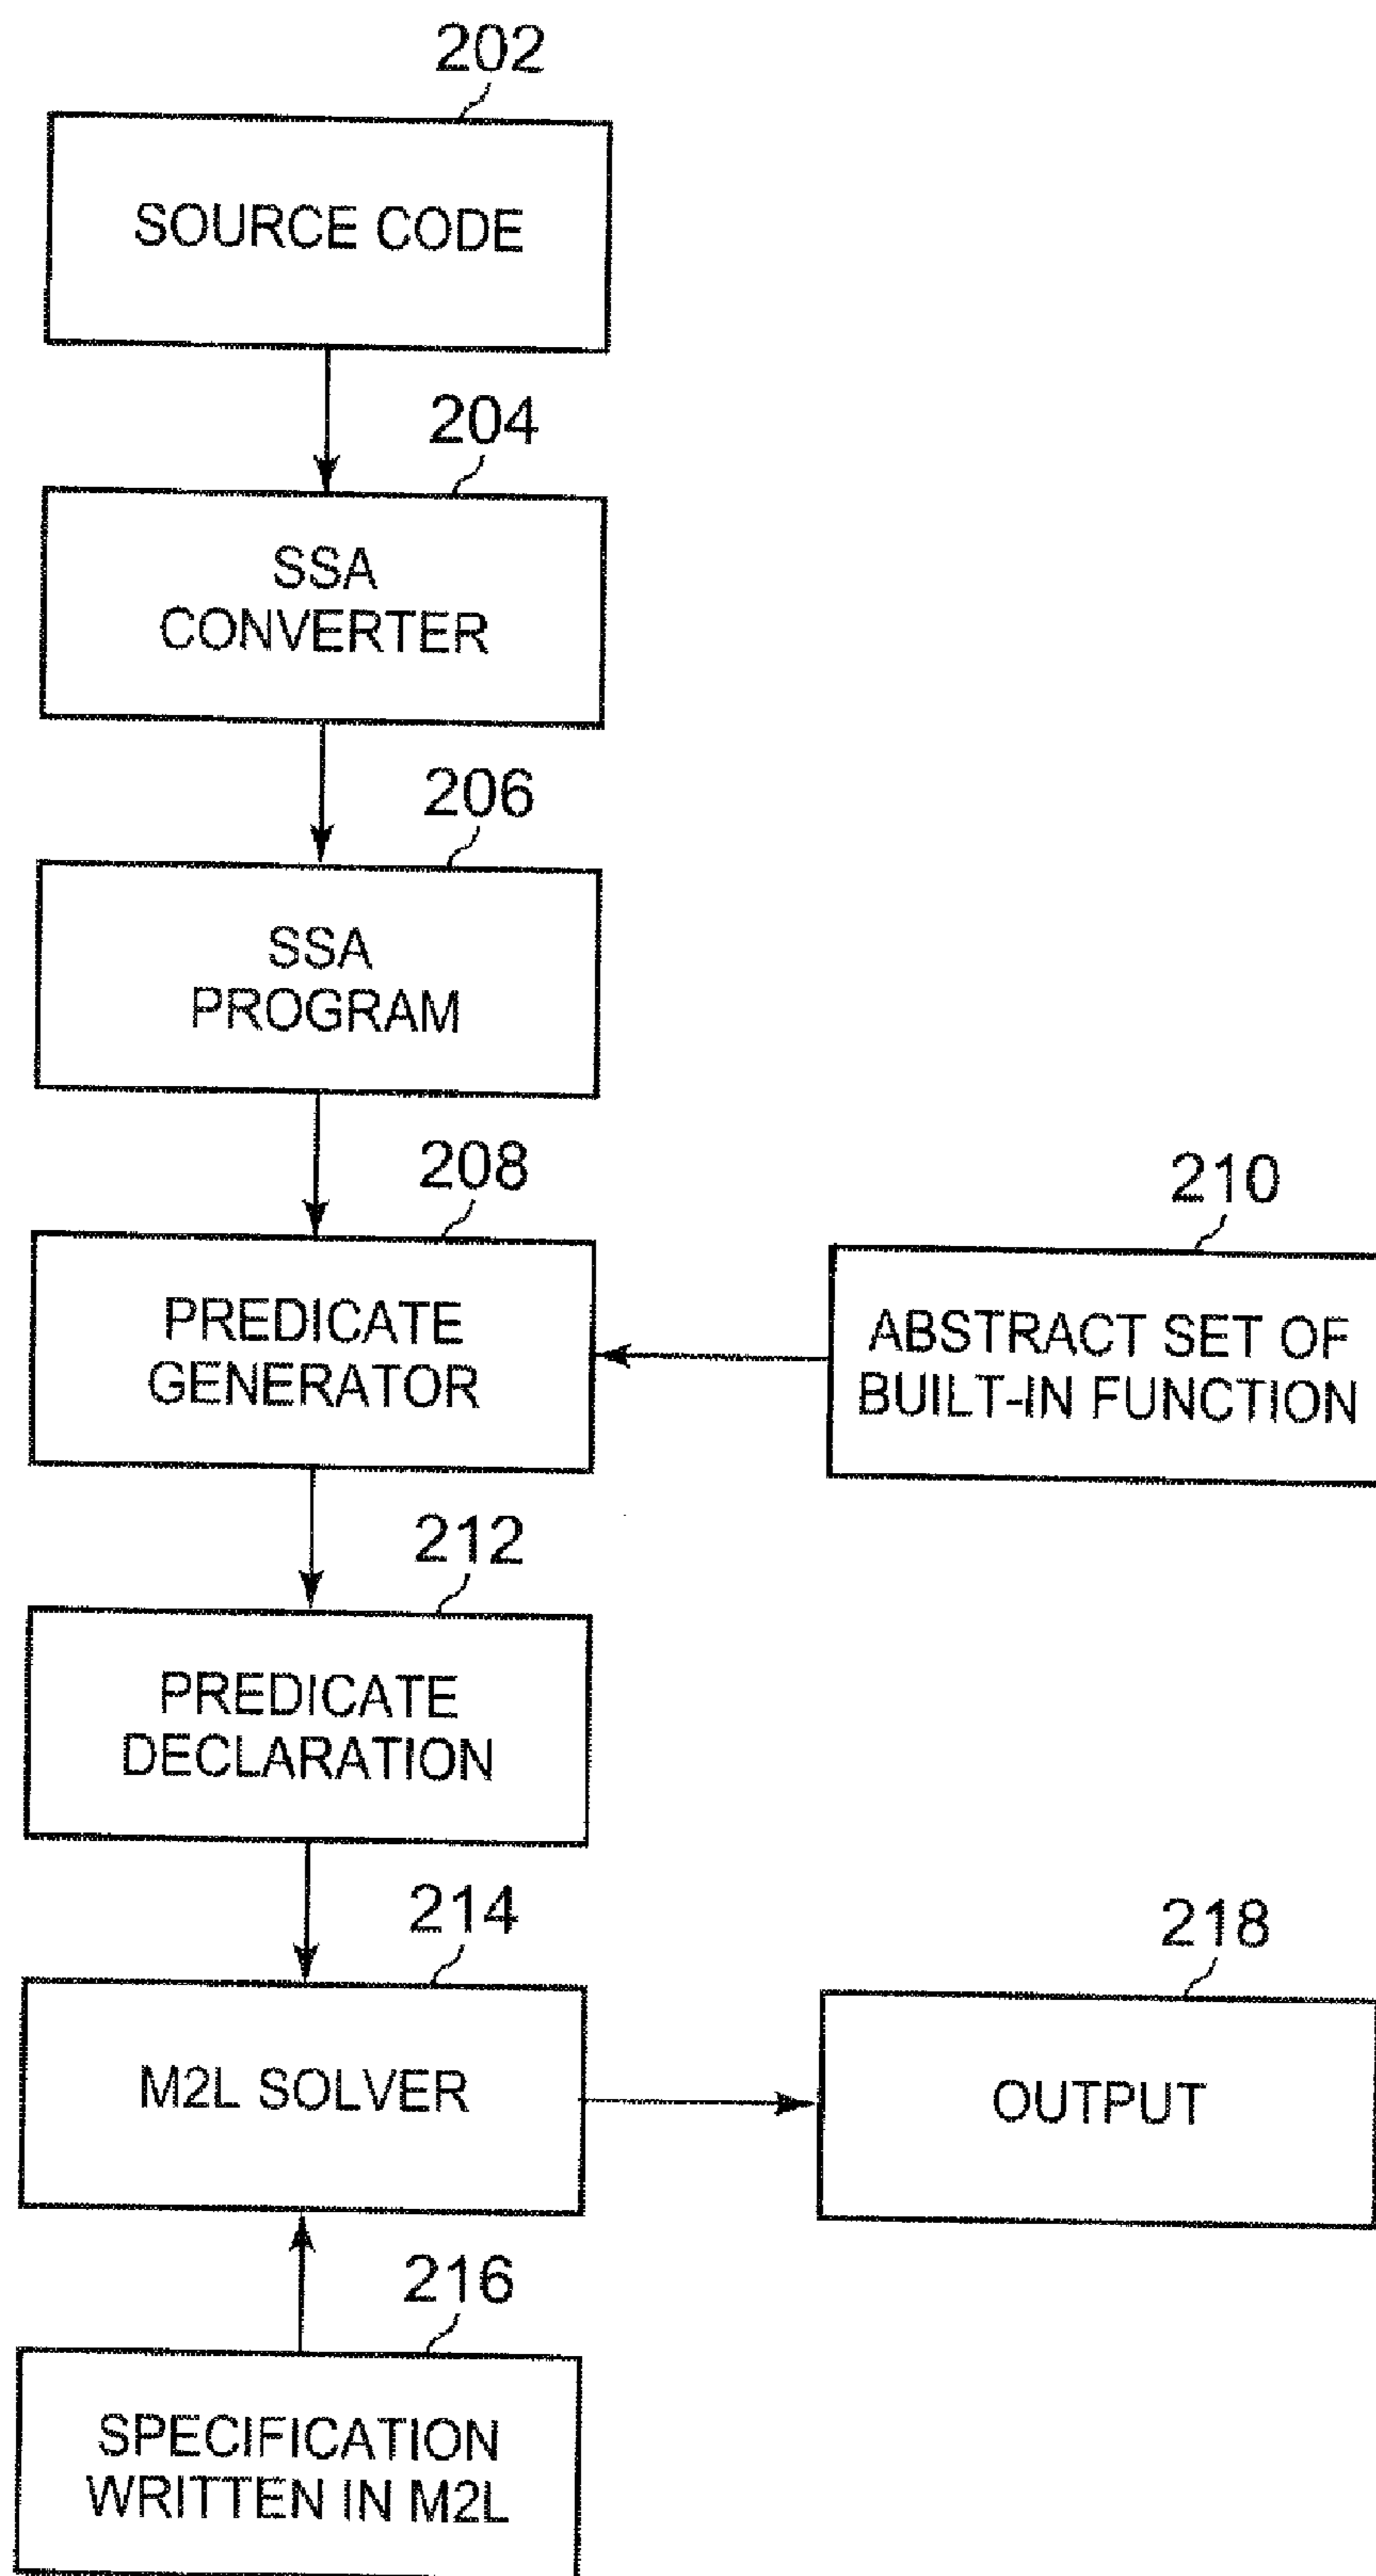 202
SOURCE CODE
204
SSA
CONVERTER
206
SSA
PROGRAM
208
PREDICATE
GENERATOR
210
ABSTRACT SET OF
BUILT-IN FUNCTION
212
PREDICATE
DECLARATION
214
M2L SOLVER
218
OUTPUT
216
SPECIFICATION
WRITTEN IN M2L